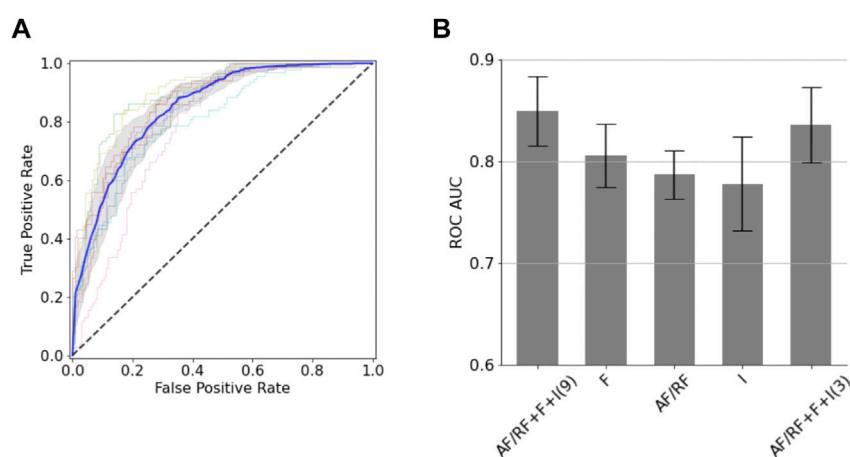 A
1.0
0.8
0.6
0.4
0.2
0.0
True Positive Rate
0.0 0.2 0.4 0.6 0.8 1.0
False Positive Rate
B
0.9
0.8
0.7
0.6
ROC AUC
AF/RF+F+I(9)
F
AF/RF
I
AF/RF+F+I(3)